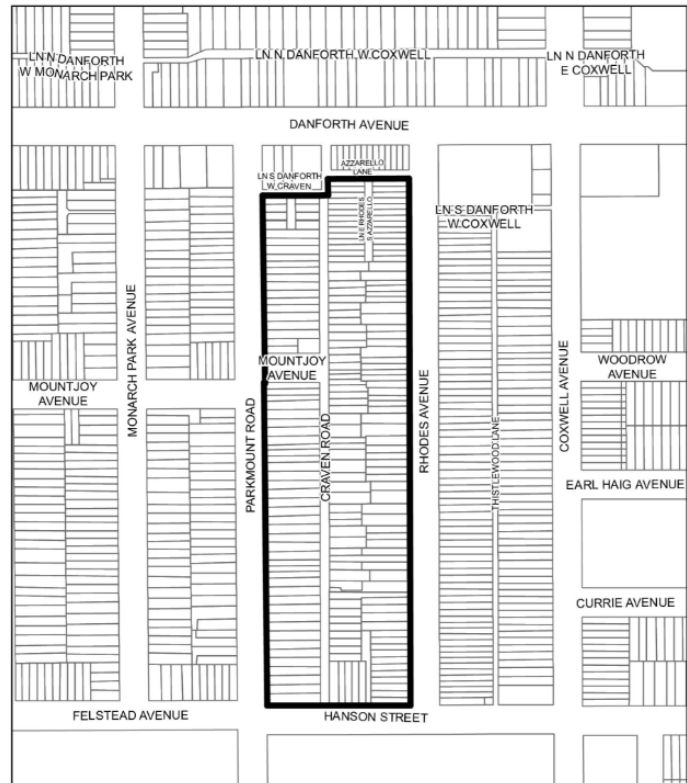 LN N DANFORTH
W MONARCH PARK
LN N DANFORTH W COXWELL
LN N DANFORTH
E COXWELL
DANFORTH AVENUE
AZZARELLO
LANE
LN S DANFORTH
W CRAVEN
LN E RHODES
S AZZARELLO
LN S DANFORTH
W COXWELL
MONARCH PARK AVENUE
MOUNTJOY
AVENUE
MOUNTJOY
AVENUE
WOODROW
AVENUE
PARKMOUNT ROAD
CRAVEN ROAD
RHODES AVENUE
THISTLEWOOD LANE
COXWELL AVENUE
EARL HAIG AVENUE
CURRIE AVENUE
FELSTEAD AVENUE
HANSON STREET